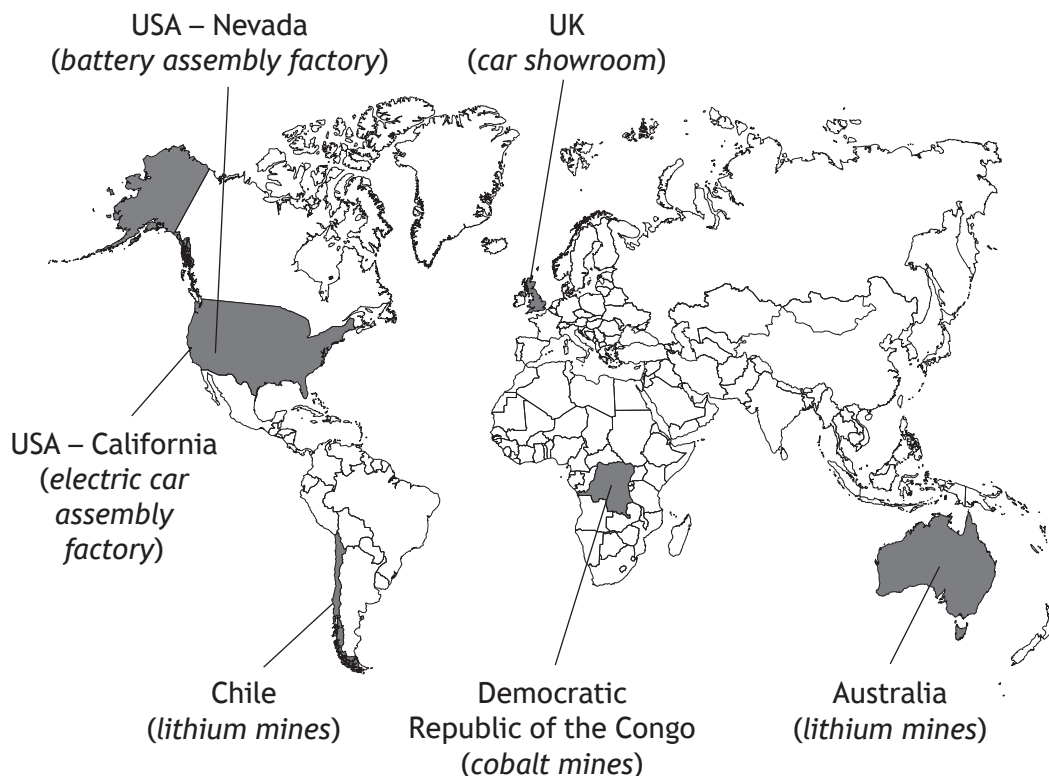 USA – Nevada
(battery assembly factory)
UK
(car showroom)
USA – California
(electric car
assembly
factory)
Chile
(lithium mines)
Democratic
Republic of the Congo
(cobalt mines)
Australia
(lithium mines)